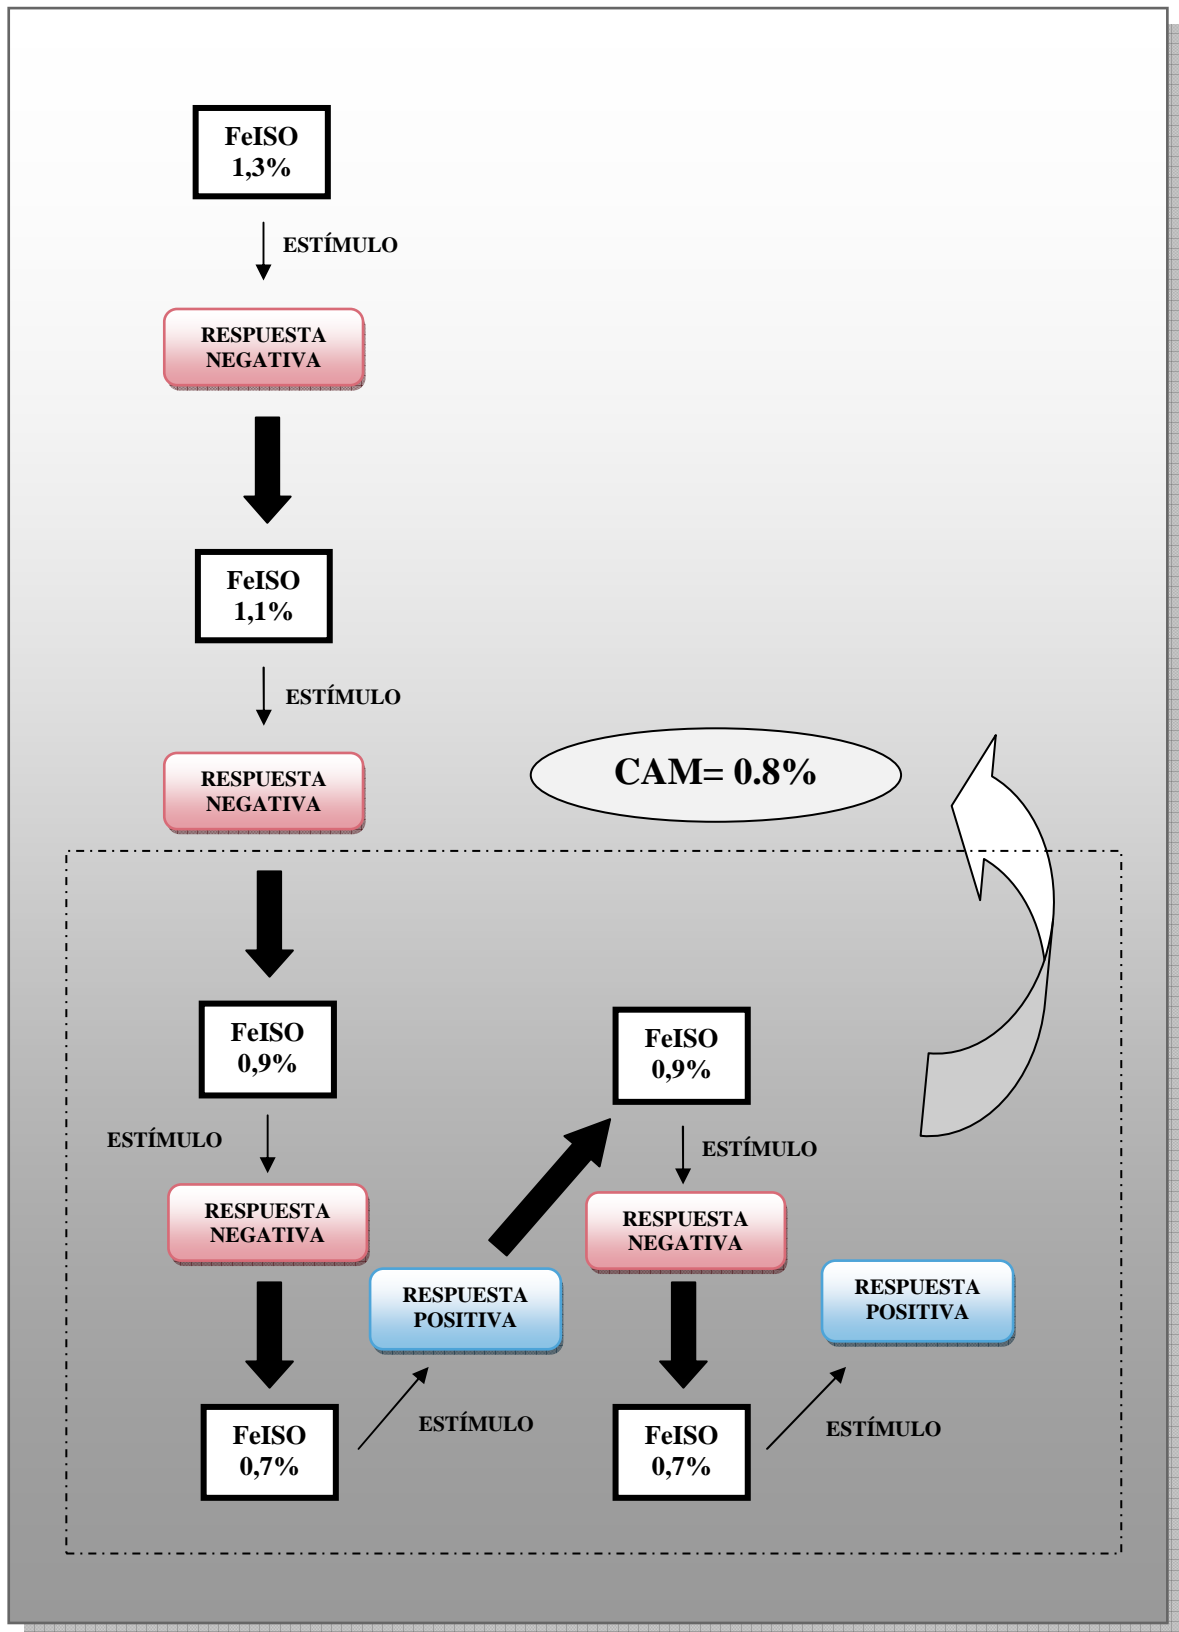 FeISO
1,3%
ESTÍMULO
RESPUESTA
NEGATIVA
FeISO
1,1%
ESTÍMULO
RESPUESTA
NEGATIVA
CAM= 0.8%
FeISO
0,9%
ESTÍMULO
RESPUESTA
NEGATIVA
FeISO
0,7%
ESTÍMULO
RESPUESTA
POSITIVA
FeISO
0,9%
ESTÍMULO
RESPUESTA
NEGATIVA
FeISO
0,7%
ESTÍMULO
RESPUESTA
POSITIVA